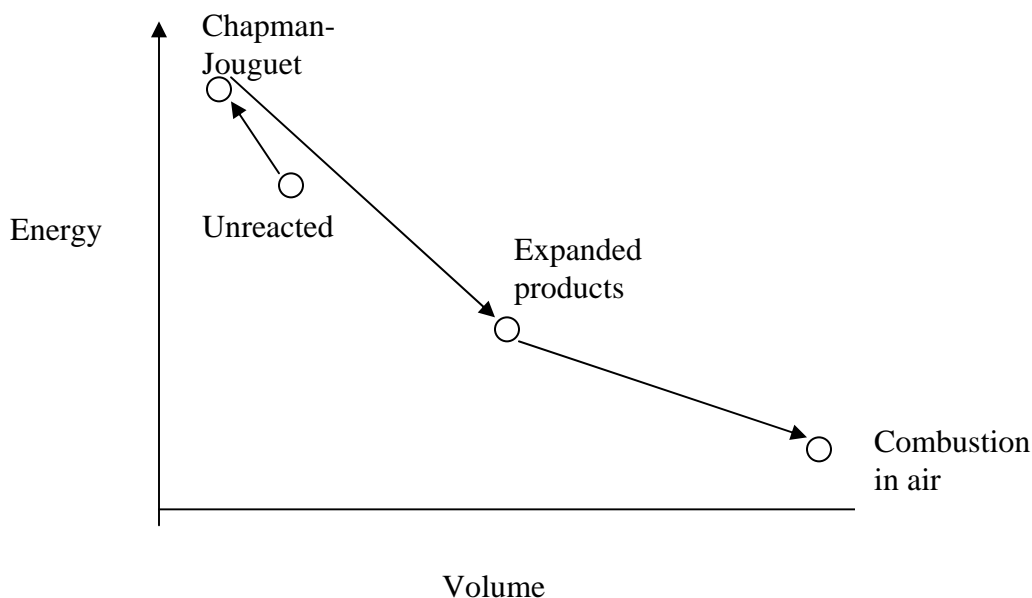 Chapman-
Jouguet
Unreacted
Energy
Expanded
products
Combustion
in air
Volume